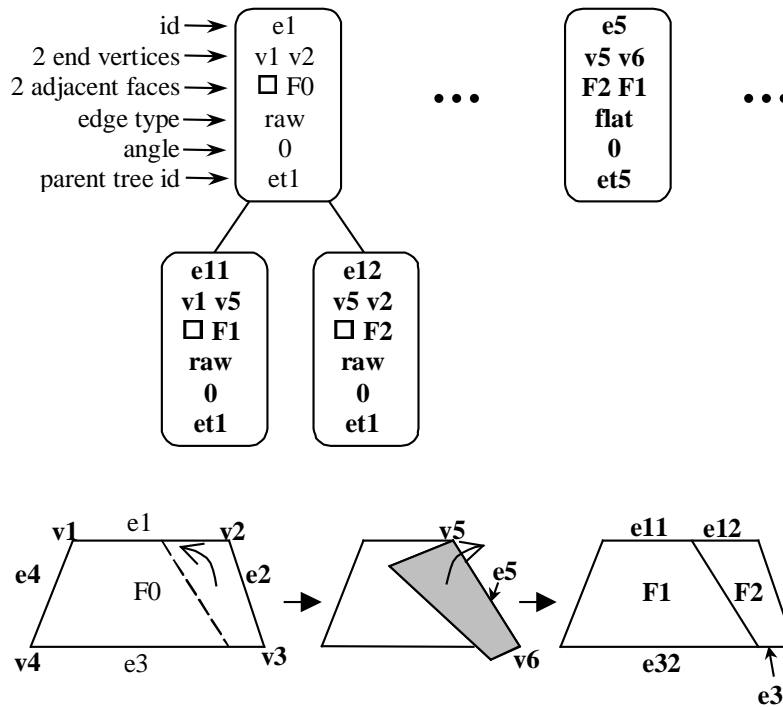 id e1 e5
2 end vertices v1 v2 v5 v6
2 adjacent faces □ F0 ••• F2 F1 •••
edge type raw flat
angle 0 0
parent tree id et1 et5
e11 e12
v1 v5 v5 v2
□ F1 □ F2
raw raw
0 0
et1 et1
v1 e1 v2 v5 e11 e12
e4 e2 e5
F0 F1 F2
v4 e3 v3 v6 e32
e3